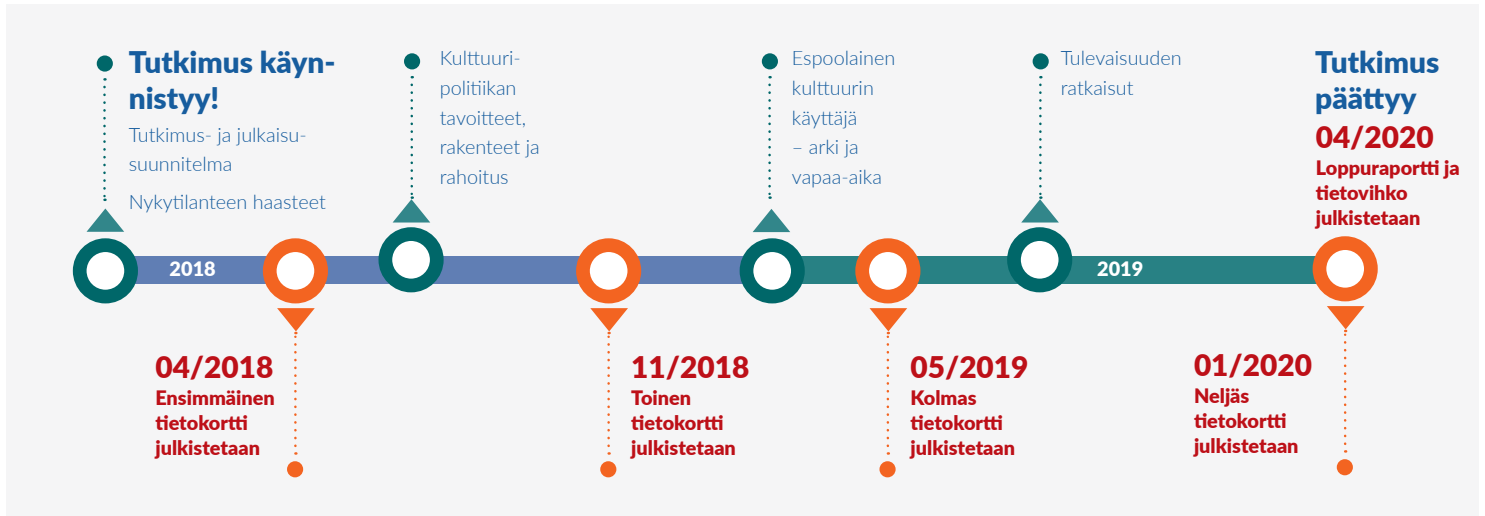 Tutkimus käyn-
nistyy!
Tutkimus- ja julkaisu-
suunnitelma
Nykytilanteen haasteet
Kulttuuri-
politiikan
tavoitteet,
rakenteet ja
rahoitus
Espoolainen
kulttuurin
käyttäjä
– arki ja
vapaa-aika
Tulevaisuuden
ratkaisut
Tutkimus
päättyy
04/2020
Loppuraportti ja
tietovihko
julkistetaan
2018
2019
04/2018
Ensimmäinen
tietokortti
julkistetaan
11/2018
Toinen
tietokortti
julkistetaan
05/2019
Kolmas
tietokortti
julkistetaan
01/2020
Neljäs
tietokortti
julkistetaan